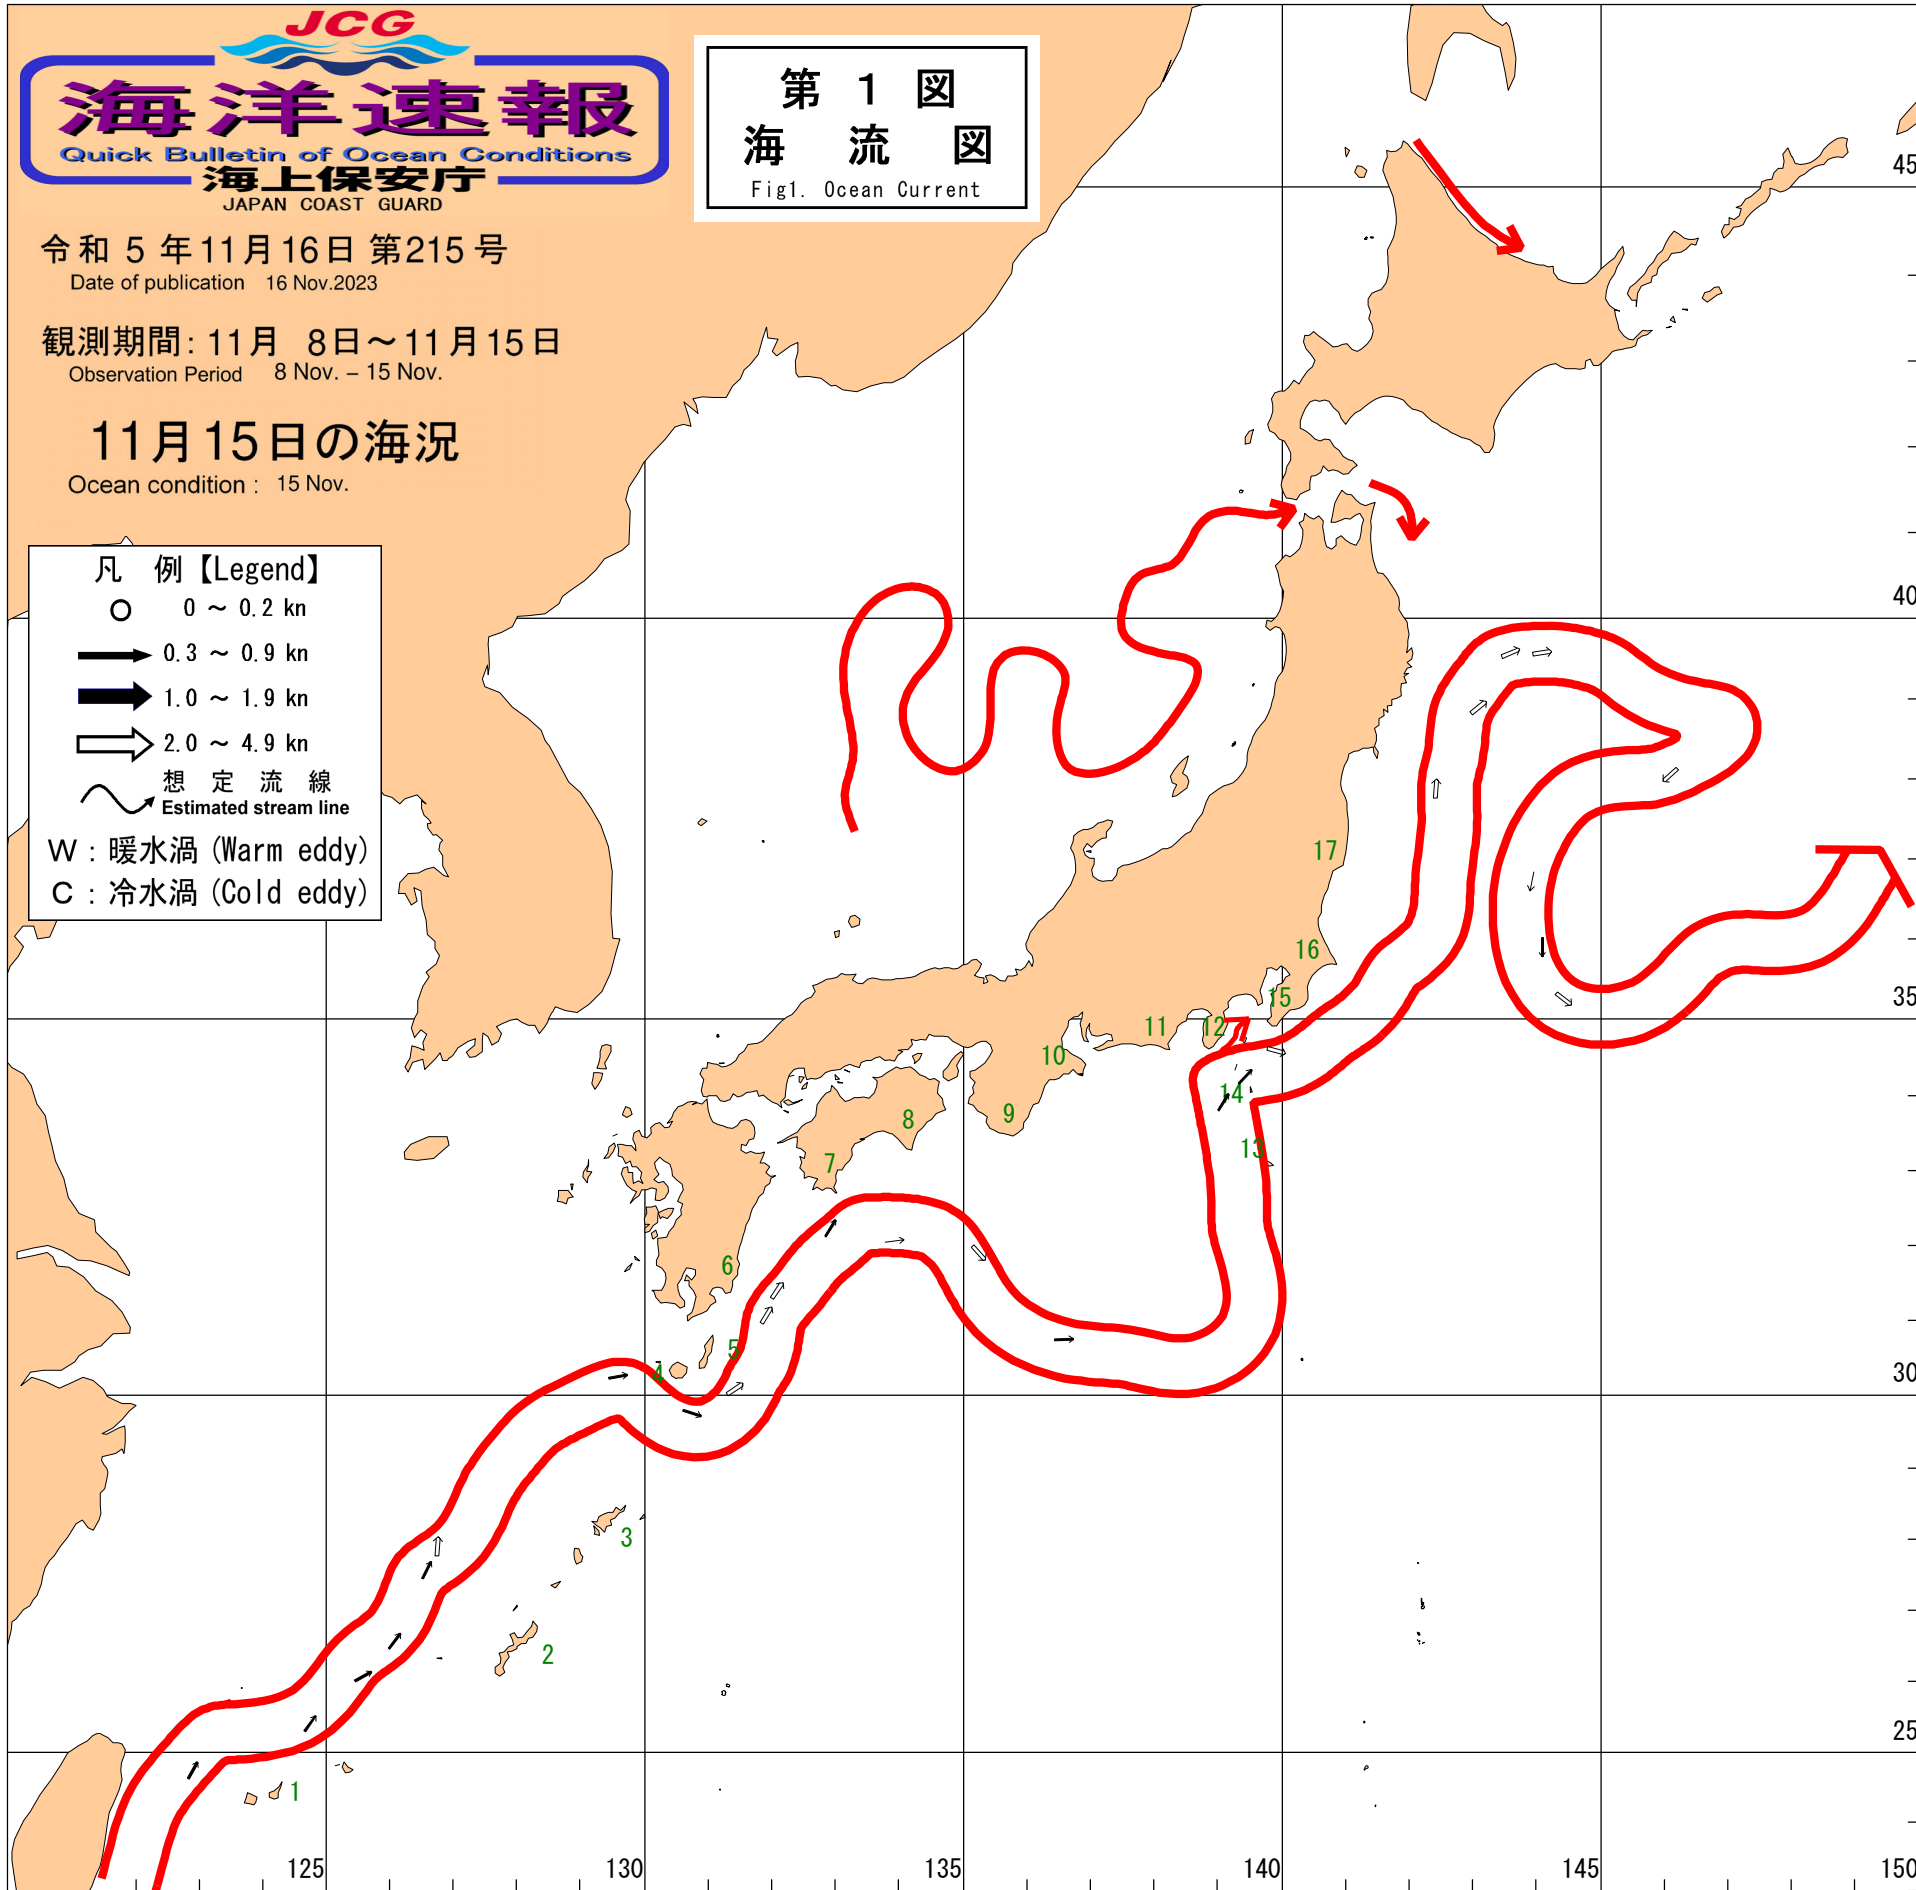 JCG
海洋速報
Quick Bulletin of Ocean Conditions
海上保安庁
JAPAN COAST GUARD
令和 5 年 11月 16日 第215号
Date of publication 16 Nov.2023
観測期間: 11月 8日～11月15日
Observation Period 8 Nov. – 15 Nov.
11月15日の海況
Ocean condition : 15 Nov.
第 1 図
海 流 図
Fig1. Ocean Current
凡 例【Legend】
0 ～ 0.2 kn
0.3 ～ 0.9 kn
1.0 ～ 1.9 kn
2.0 ～ 4.9 kn
想 定 流 線
Estimated stream line
W : 暖水渦 (Warm eddy)
C : 冷水渦 (Cold eddy)
45
40
17
16
15
35
12
11
10
14
9
8
13
7
6
5
4
30
3
2
25
1
125
130
135
140
145
150